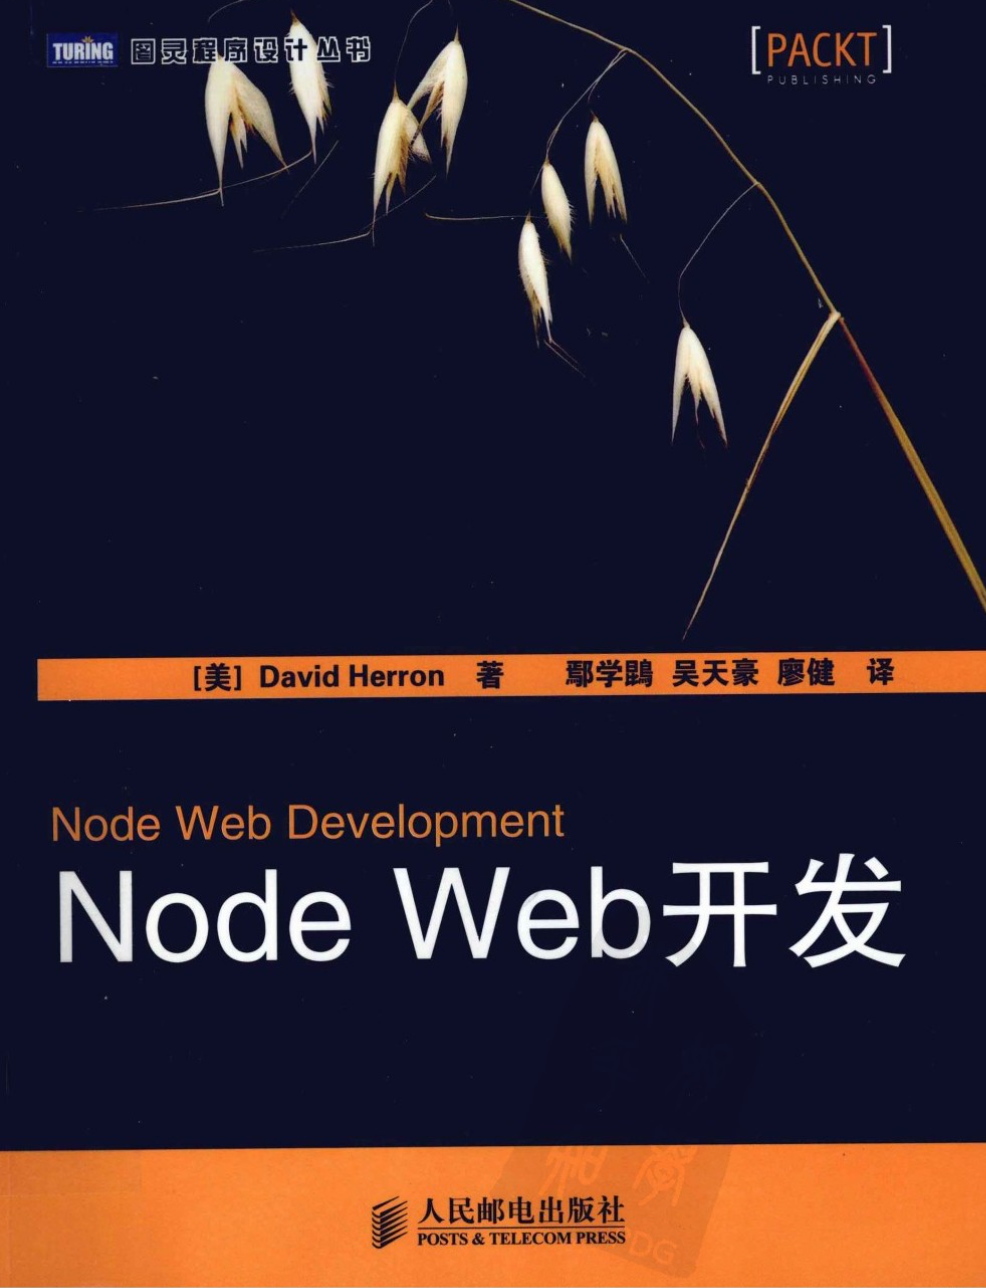 TURING 图灵程序设计丛书
[PACKT]
PUBLISHING
[美] David Herron 著 鄢学鵾 吴天豪 廖健 译
Node Web Development
Node Web开发
人民邮电出版社
POSTS & TELECOM PRESS